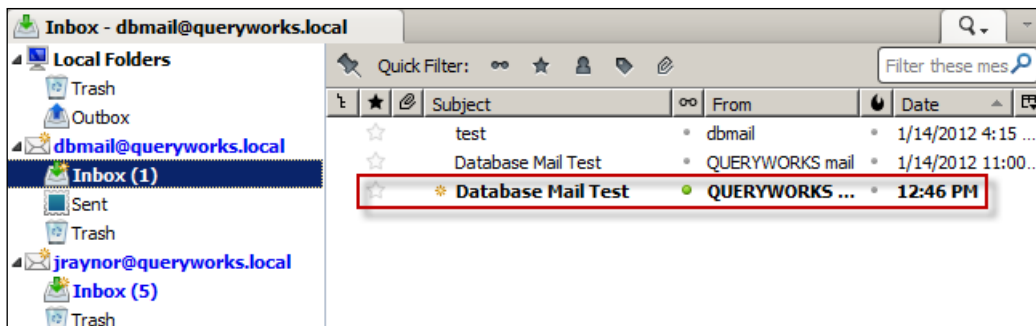 Inbox - dbmail@queryworks.local
Local Folders
Trash
Outbox
dbmail@queryworks.local
Inbox (1)
Sent
Trash
jraynor@queryworks.local
Inbox (5)
Trash
Quick Filter:
Filter these mes
Subject From Date
test dbmail 1/14/2012 4:15 ...
Database Mail Test QUERYWORKS mail 1/14/2012 11:00...
Database Mail Test QUERYWORKS ... 12:46 PM